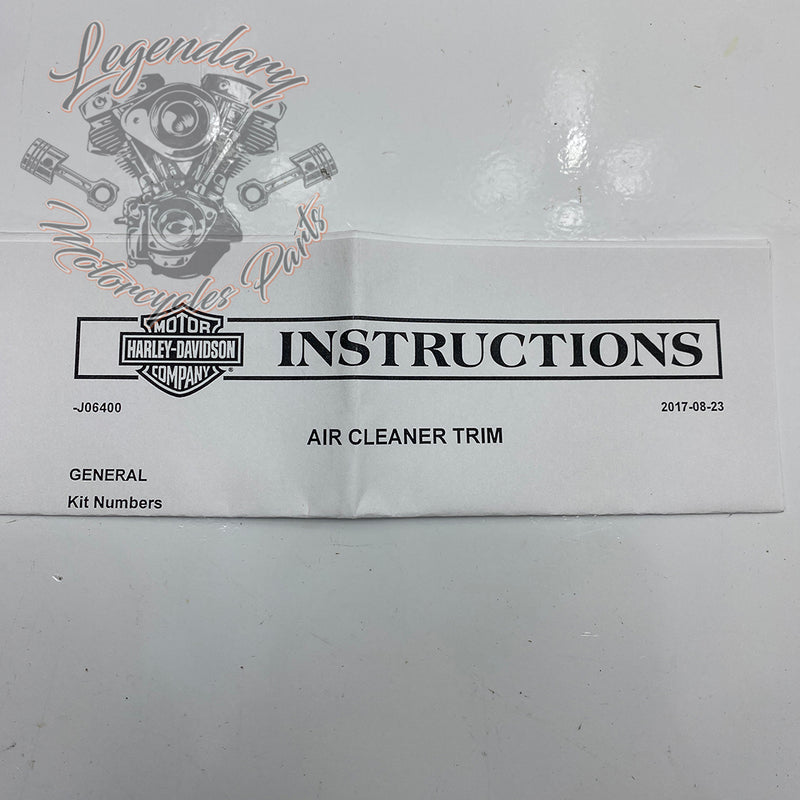 Legendary
Motorcycles Parts
MOTOR
HARLEY-DAVIDSON
COMPANY
®
INSTRUCTIONS
-J06400
2017-08-23
AIR CLEANER TRIM
GENERAL
Kit Numbers